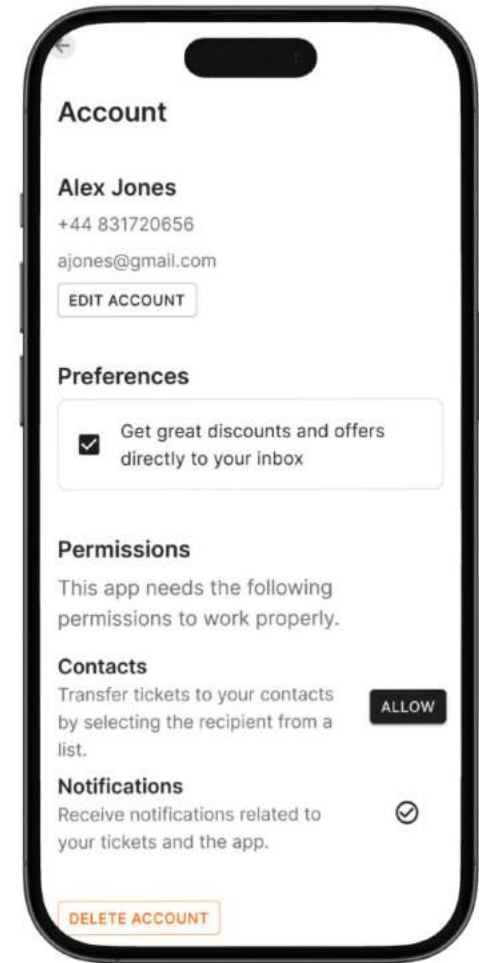 Account
Alex Jones
+44 831720656
ajones@gmail.com
EDIT ACCOUNT
Preferences
Get great discounts and offers
directly to your inbox
Permissions
This app needs the following
permissions to work properly.
Contacts
Transfer tickets to your contacts
by selecting the recipient from a
list.
ALLOW
Notifications
Receive notifications related to
your tickets and the app.
DELETE ACCOUNT